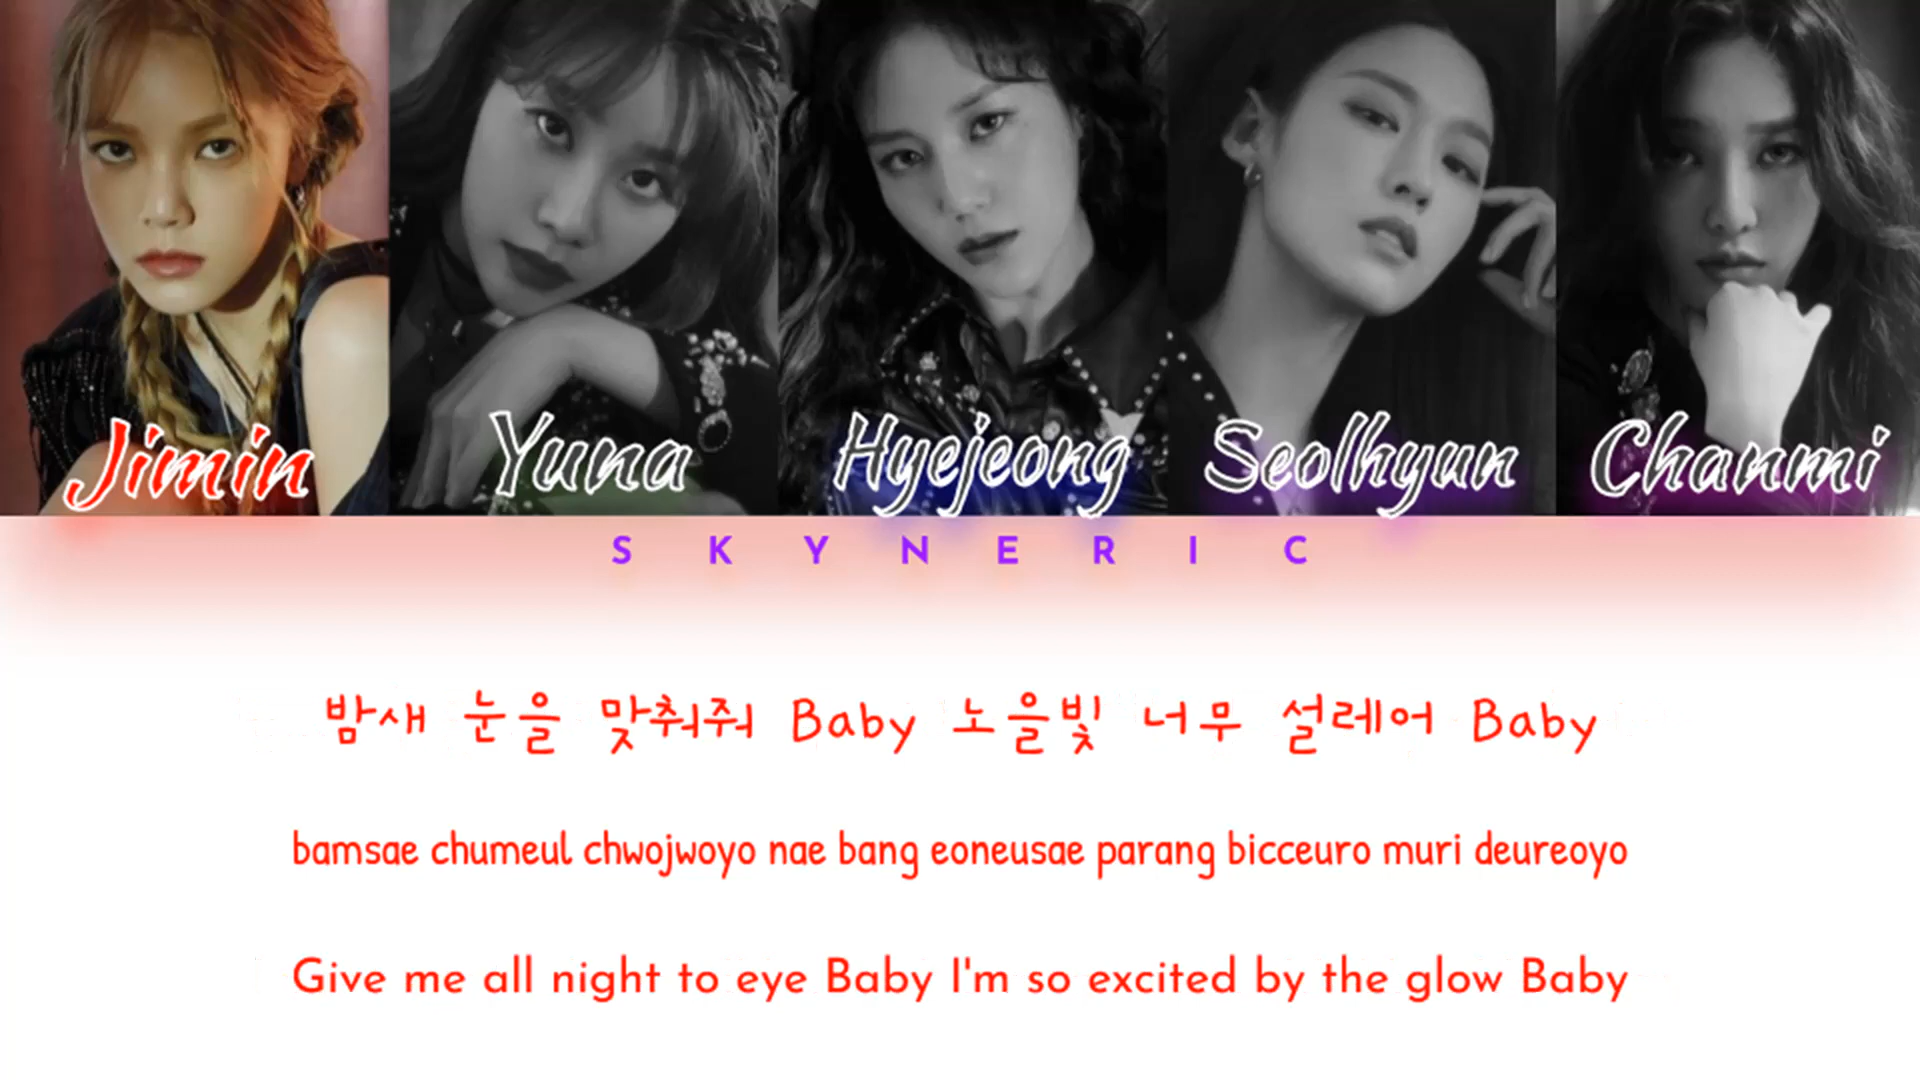 Jimin Yuna Hyejeong Seolhyun Chanmi
SKYNERIC
밤새 눈을 맞춰줘 Baby 노을빛 너무 설레어 Baby
bamsae chumeul chwojwoyo nae bang eoneusae parang bicceuro muri deureoyo
Give me all night to eye Baby I'm so excited by the glow Baby